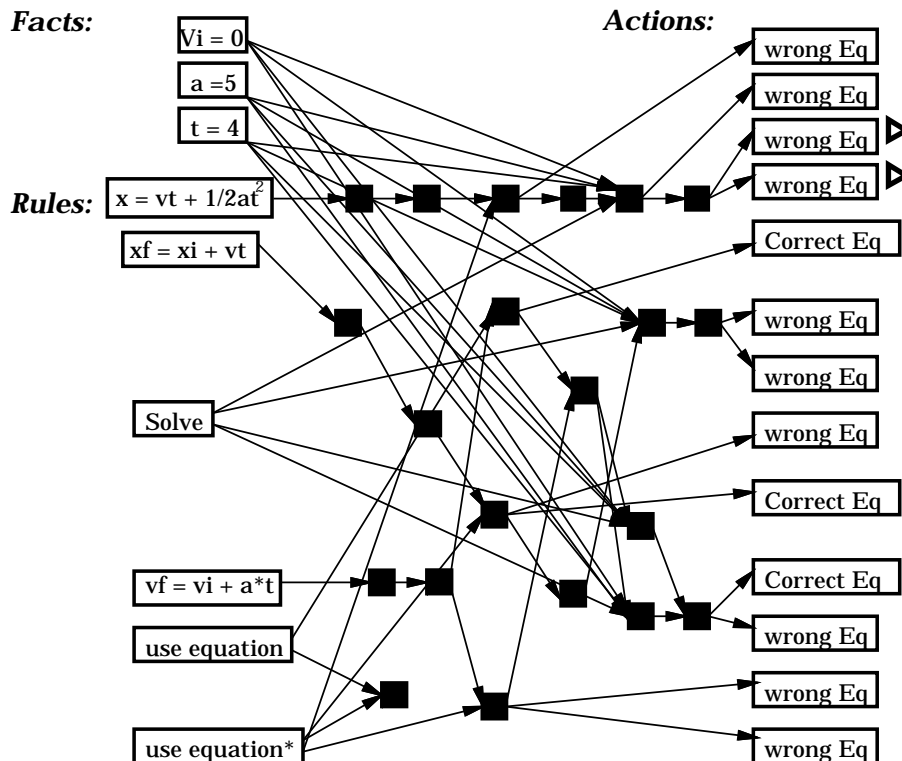 Facts:
Actions:
Vi = 0
wrong Eq
a =5
wrong Eq
t = 4
wrong Eq
wrong Eq
Rules:
x = vt + 1/2at²
xf = xi + vt
Correct Eq
wrong Eq
wrong Eq
Solve
wrong Eq
Correct Eq
vf = vi + a*t
Correct Eq
use equation
wrong Eq
wrong Eq
use equation*
wrong Eq